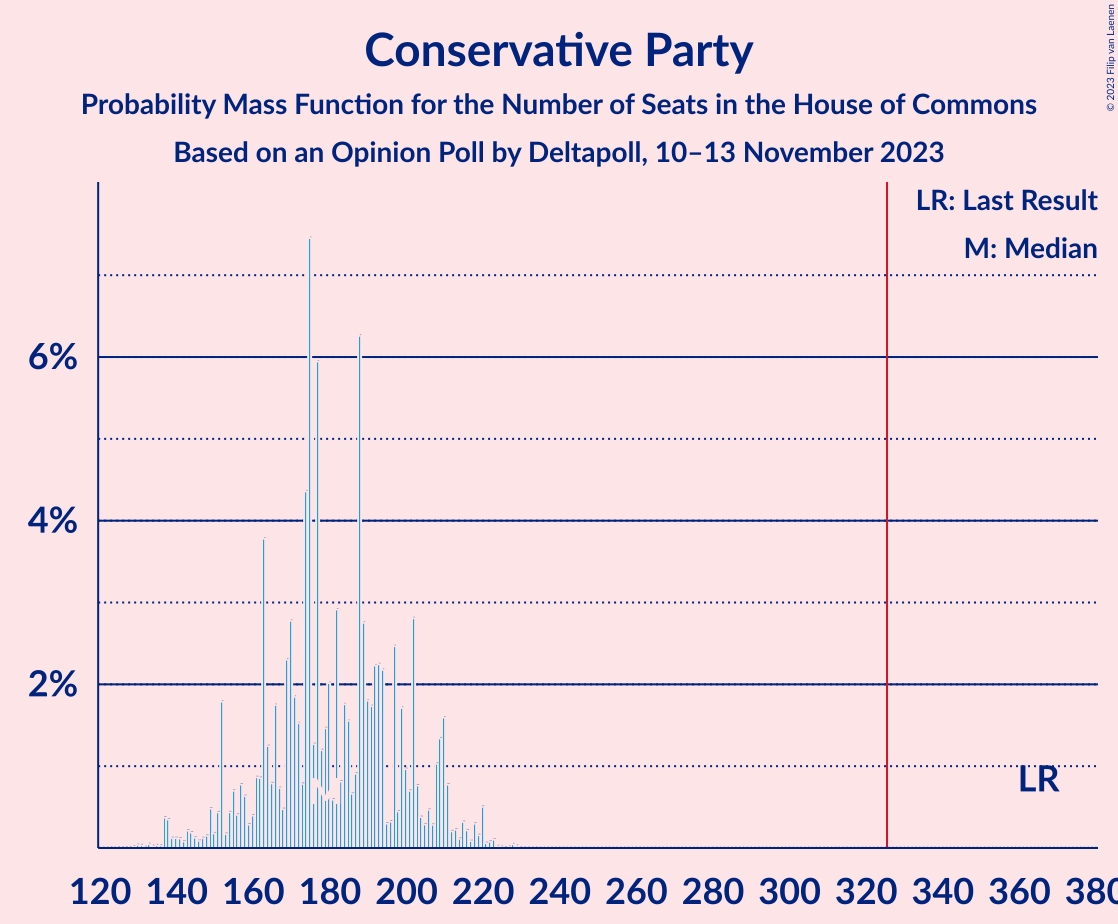 Conservative Party
Probability Mass Function for the Number of Seats in the House of Commons
Based on an Opinion Poll by Deltapoll, 10–13 November 2023
© 2023 Filip van Laenen
LR: Last Result
M: Median
6%
4%
2%
LR
120 140 160 180 200 220 240 260 280 300 320 340 360 380